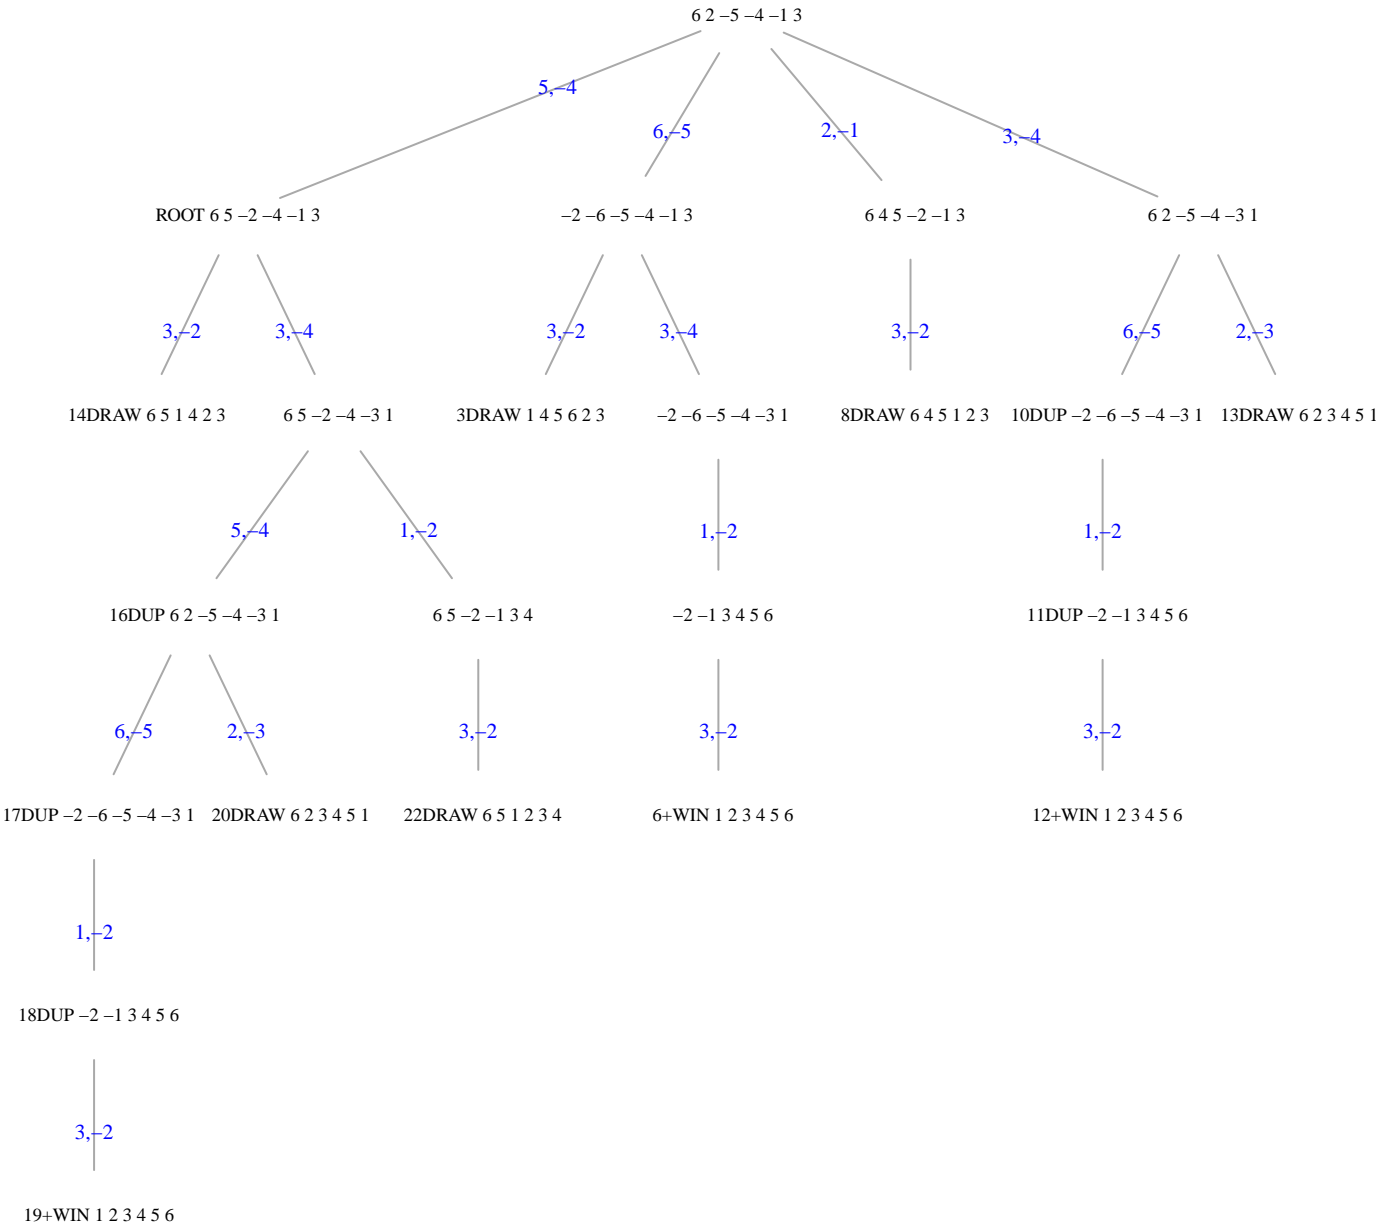 6 2 –5 –4 –1 3
5,–4
6,–5
2,–1
3,–4
ROOT 6 5 –2 –4 –1 3
–2 –6 –5 –4 –1 3
6 4 5 –2 –1 3
6 2 –5 –4 –3 1
3,–2
3,–4
3,–2
3,–4
3,–2
6,–5
2,–3
14DRAW 6 5 1 4 2 3
6 5 –2 –4 –3 1
3DRAW 1 4 5 6 2 3
–2 –6 –5 –4 –3 1
8DRAW 6 4 5 1 2 3
10DUP –2 –6 –5 –4 –3 1
13DRAW 6 2 3 4 5 1
5,–4
1,–2
1,–2
1,–2
16DUP 6 2 –5 –4 –3 1
6 5 –2 –1 3 4
–2 –1 3 4 5 6
11DUP –2 –1 3 4 5 6
6,–5
2,–3
3,–2
3,–2
3,–2
17DUP –2 –6 –5 –4 –3 1
20DRAW 6 2 3 4 5 1
22DRAW 6 5 1 2 3 4
6+WIN 1 2 3 4 5 6
12+WIN 1 2 3 4 5 6
1,–2
18DUP –2 –1 3 4 5 6
3,–2
19+WIN 1 2 3 4 5 6